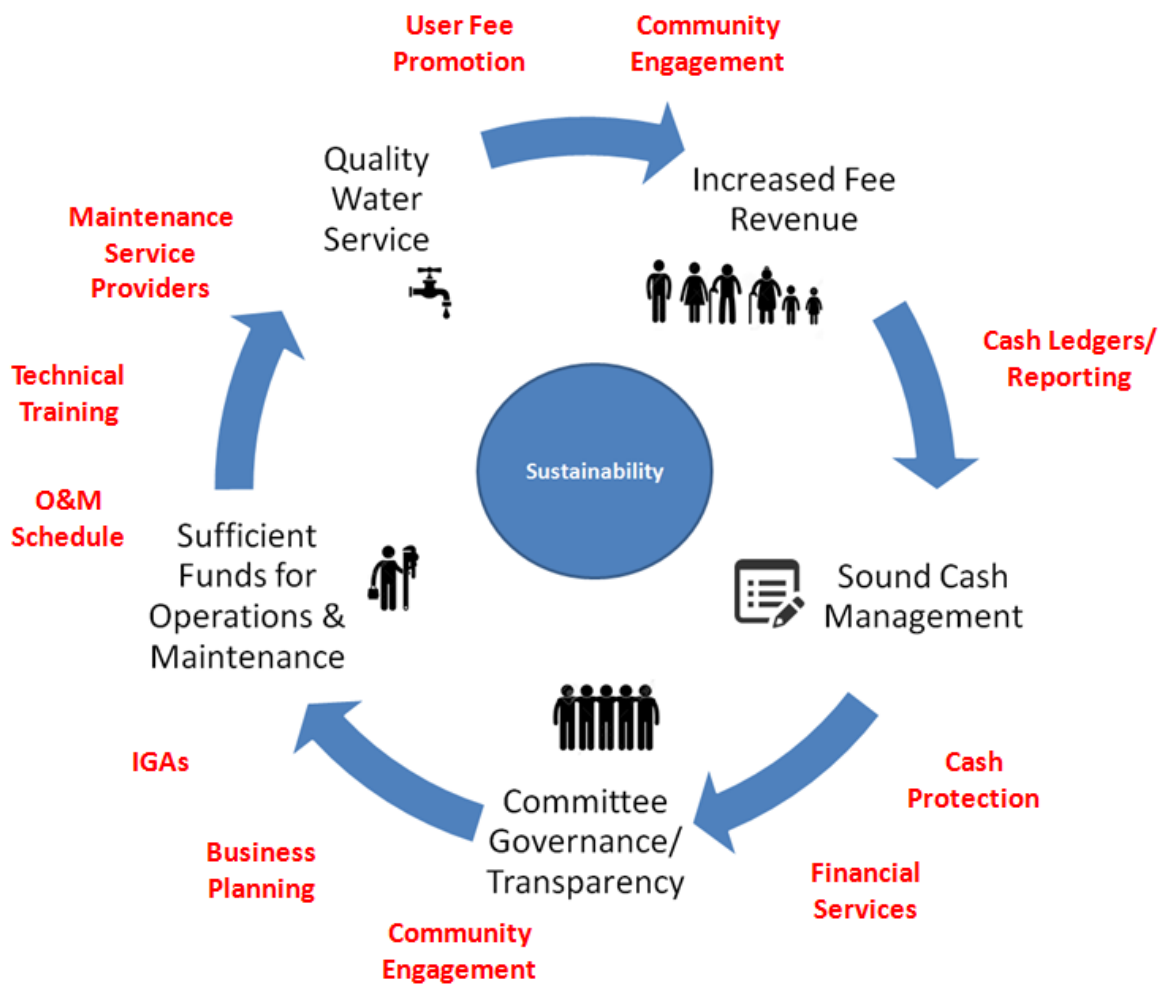 User Fee
Promotion
Community
Engagement
Quality
Water
Service
Increased Fee
Revenue
Maintenance
Service
Providers
Cash Ledgers/
Reporting
Technical
Training
Sustainability
O&M
Schedule
Sufficient
Funds for
Operations &
Maintenance
Sound Cash
Management
IGAs
Cash
Protection
Committee
Governance/
Transparency
Business
Planning
Financial
Services
Community
Engagement